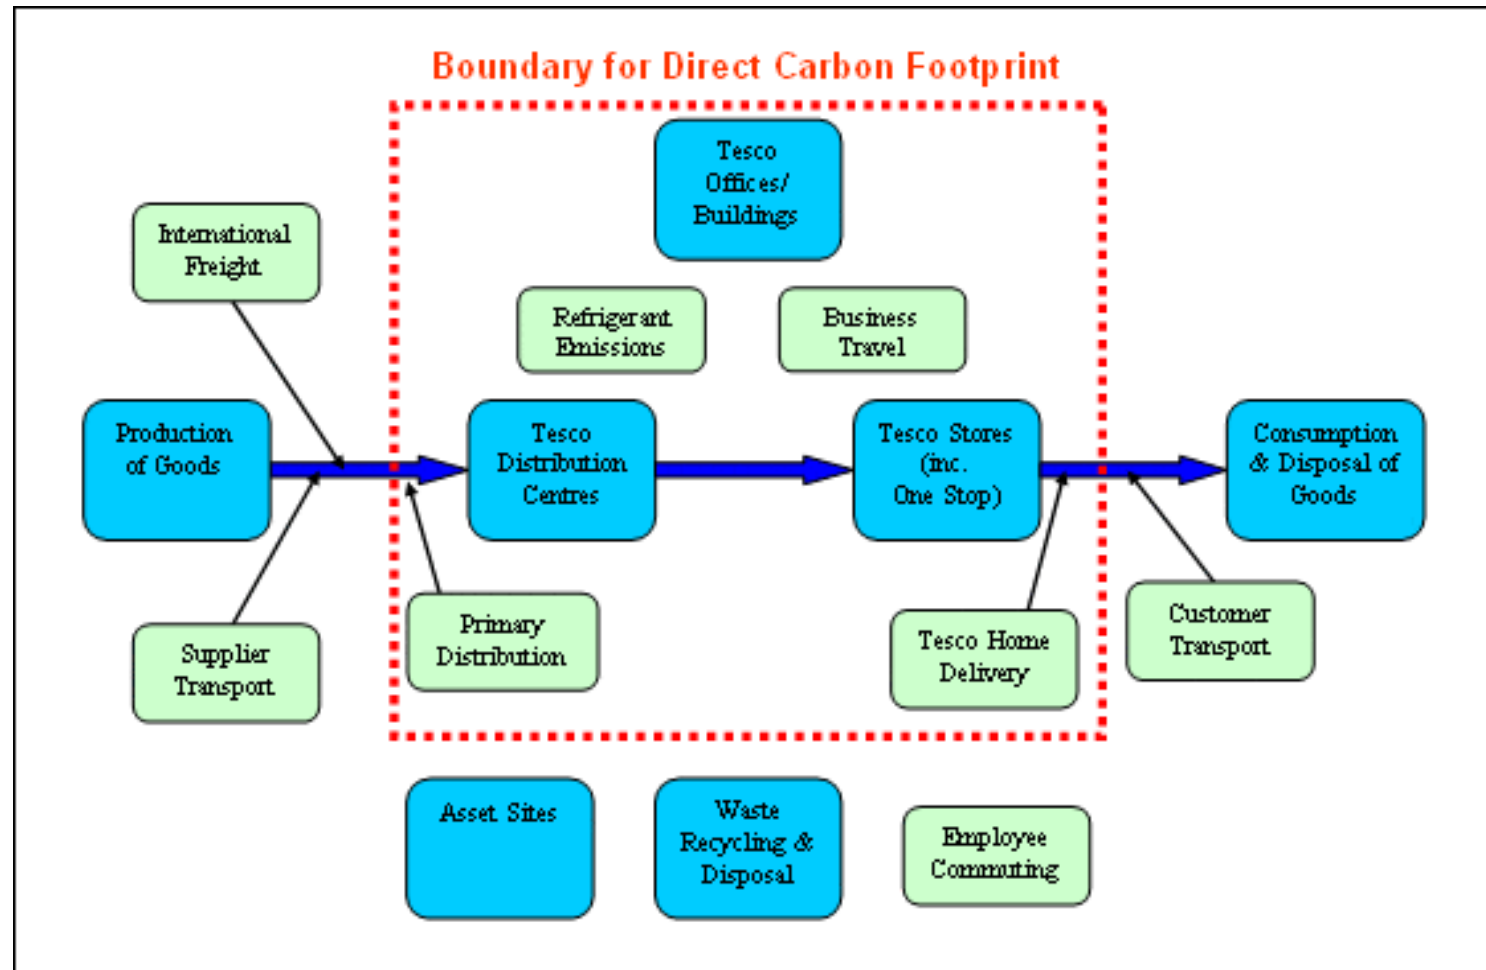 Boundary for Direct Carbon Footprint
Tesco
Offices/
Buildings
International
Freight
Refrigerant
Emissions
Business
Travel
Production
of Goods
Tesco
Distribution
Centres
Tesco Stores
(inc.
One Stop)
Consumption
& Disposal of
Goods
Supplier
Transport
Primary
Distribution
Tesco Home
Delivery
Customer
Transport
Asset Sites
Waste
Recycling &
Disposal
Employee
Commuting